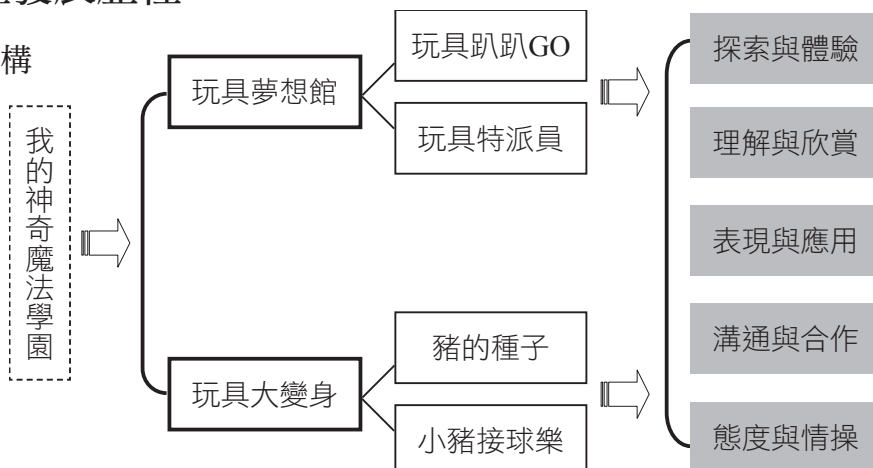 構
我的神奇魔法學園
玩具夢想館
玩具趴趴GO
玩具特派員
玩具大變身
豬的種子
小豬接球樂
探索與體驗
理解與欣賞
表現與應用
溝通與合作
態度與情操